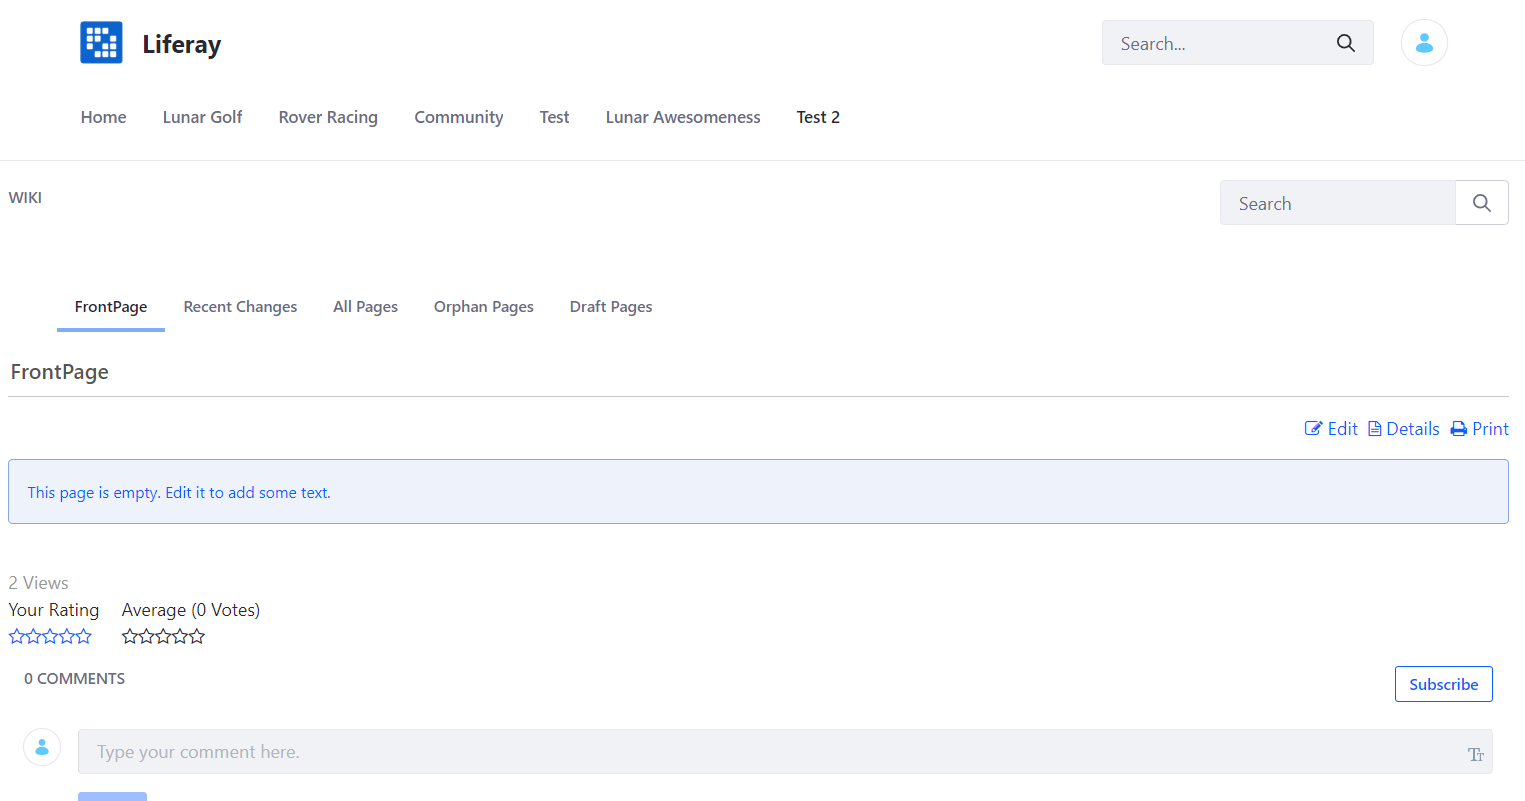 Liferay
Search...
Home Lunar Golf Rover Racing Community Test Lunar Awesomeness Test 2
WIKI
Search
FrontPage Recent Changes All Pages Orphan Pages Draft Pages
FrontPage
Edit Details Print
This page is empty. Edit it to add some text.
2 Views
Your Rating Average (0 Votes)
0 COMMENTS
Subscribe
Type your comment here.